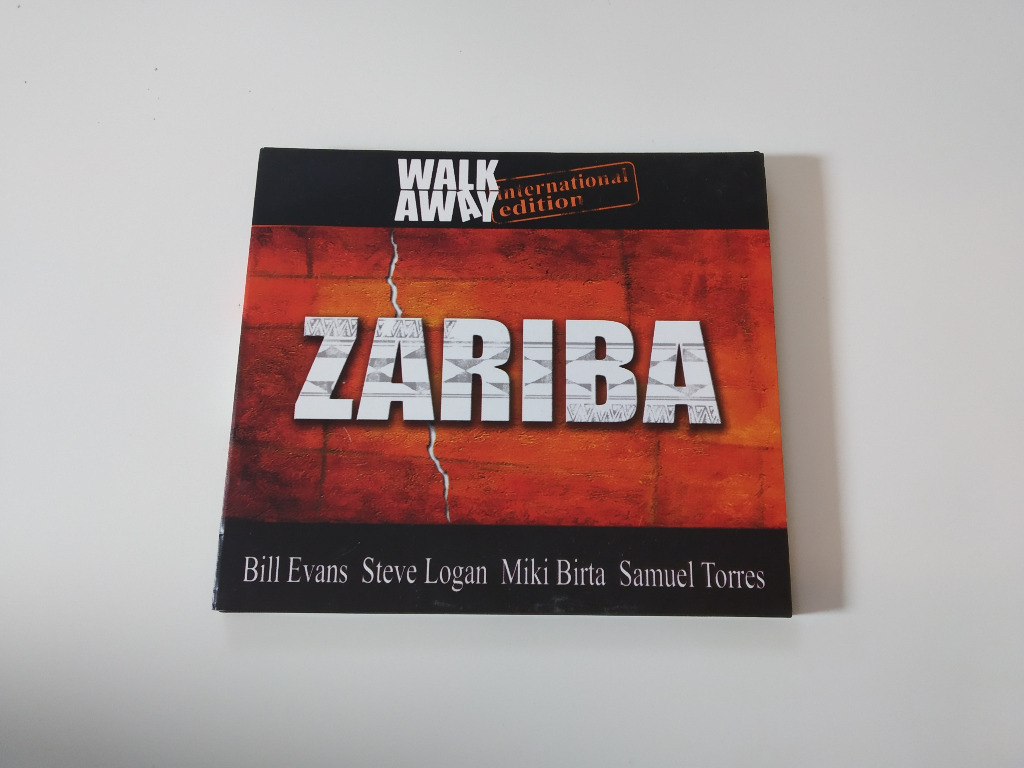 WALK
AWAY
international
edition
ZARIBA
Bill Evans Steve Logan Miki Birta Samuel Torres